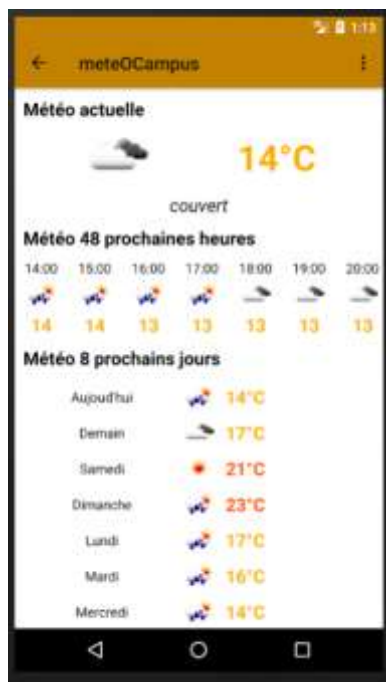 1:13
meteOCampus
Météo actuelle
14°C
couvert
Météo 48 prochaines heures
14:00 15:00 16:00 17:00 18:00 19:00 20:00
14 14 13 13 13 13 13
Météo 8 prochains jours
Aujoud'hui 14°C
Demain 17°C
Samedi 21°C
Dimanche 23°C
Lundi 17°C
Mardi 16°C
Mercredi 14°C